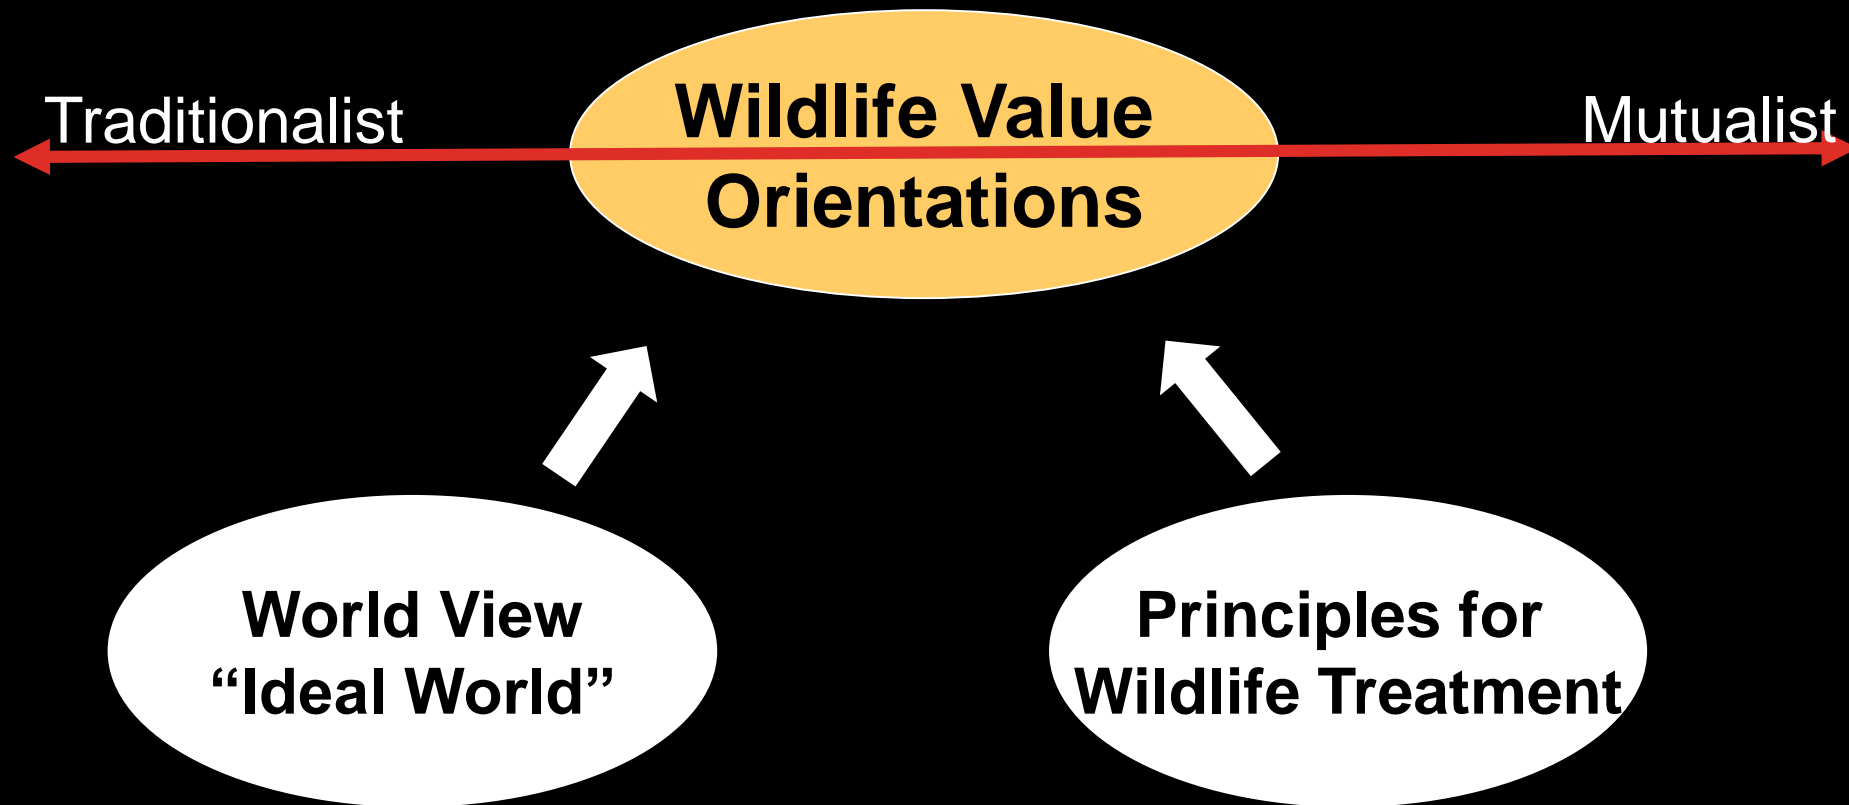 Traditionalist
Wildlife Value
Orientations
Mutualist
World View
“Ideal World”
Principles for
Wildlife Treatment